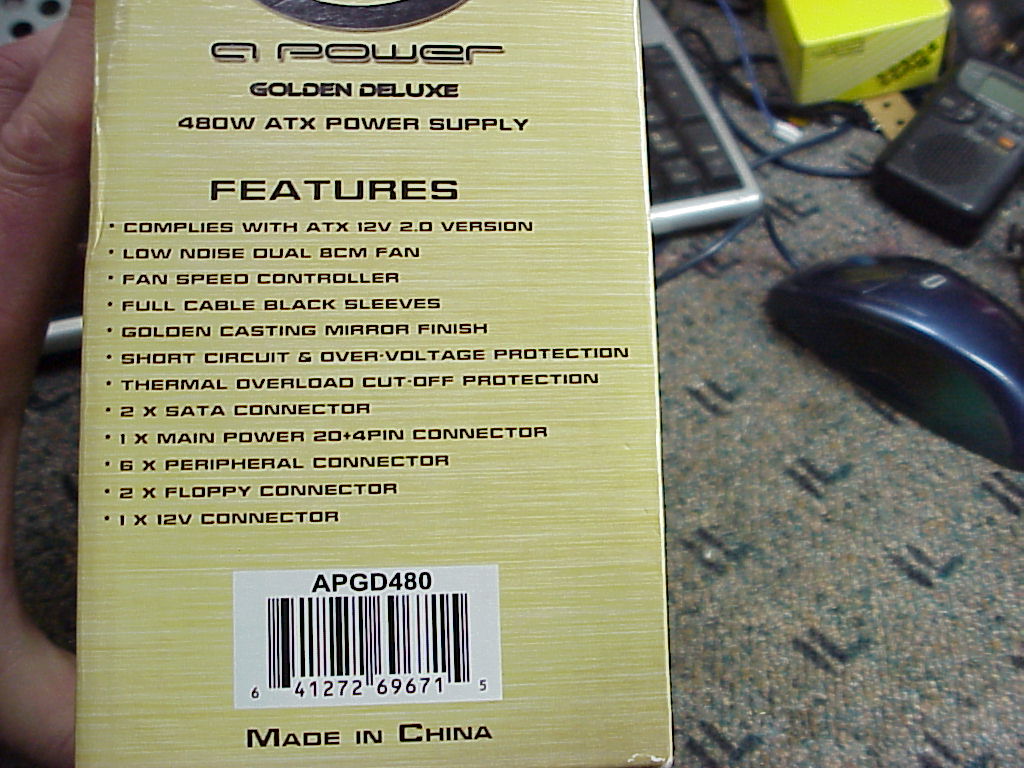 a power
GOLDEN DELUXE
480W ATX POWER SUPPLY
FEATURES
• COMPLIES WITH ATX 12V 2.0 VERSION
• LOW NOISE DUAL 8CM FAN
• FAN SPEED CONTROLLER
• FULL CABLE BLACK SLEEVES
• GOLDEN CASTING MIRROR FINISH
• SHORT CIRCUIT & OVER-VOLTAGE PROTECTION
• THERMAL OVERLOAD CUT-OFF PROTECTION
• 2 X SATA CONNECTOR
• 1 X MAIN POWER 20+4PIN CONNECTOR
• 6 X PERIPHERAL CONNECTOR
• 2 X FLOPPY CONNECTOR
• 1 X 12V CONNECTOR
APGD480
6 41272 69671 5
MADE IN CHINA